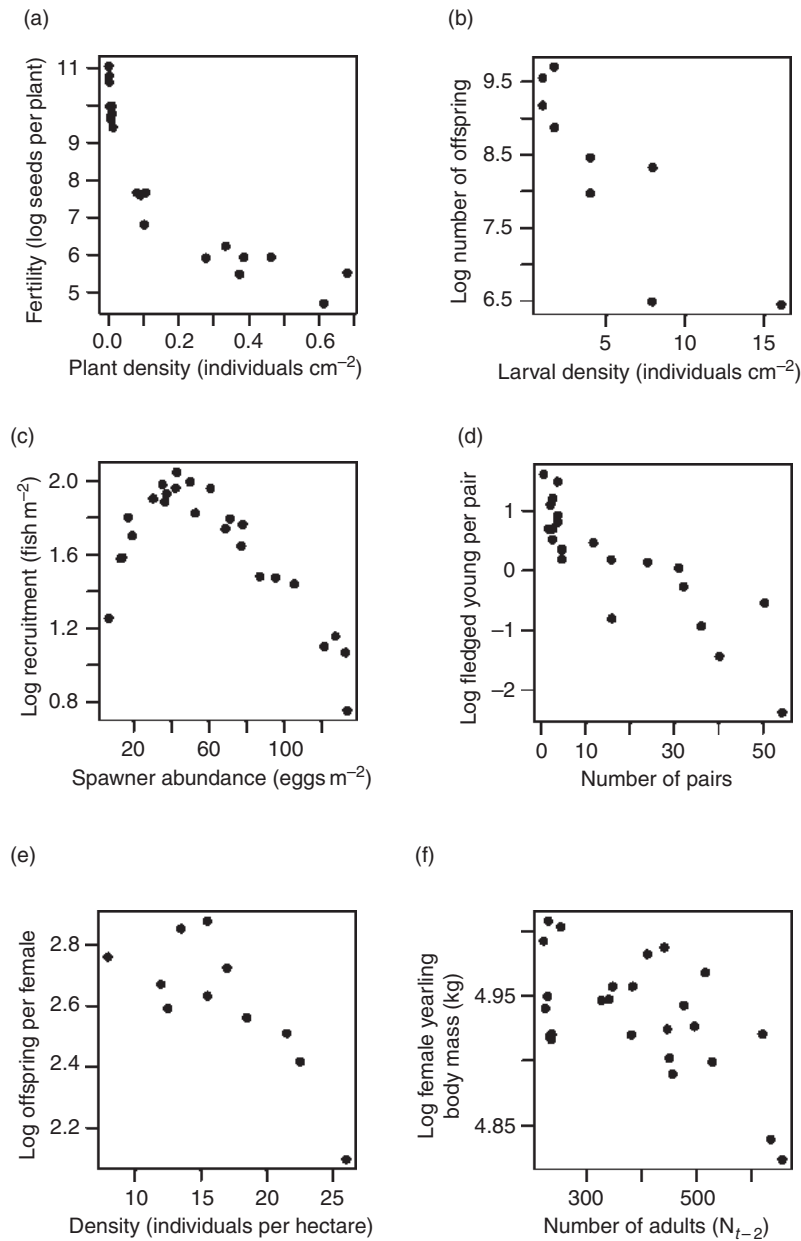 (a)
Fertility (log seeds per plant)
11
9
8
7
6
5
0.0 0.2 0.4 0.6
Plant density (individuals cm⁻²)
(b)
Log number of offspring
9.5
8.5
7.5
6.5
5 10 15
Larval density (individuals cm⁻²)
(c)
Log recruitment (fish m⁻²)
2.0
1.6
1.2
0.8
20 60 100
Spawner abundance (eggs m⁻²)
(d)
Log fledged young per pair
1
0
−1
−2
0 10 30 50
Number of pairs
(e)
Log offspring per female
2.8
2.6
2.4
2.2
10 15 20 25
Density (individuals per hectare)
(f)
Log female yearling
body mass (kg)
4.95
4.85
300 500
Number of adults (Nₜ₋₂)